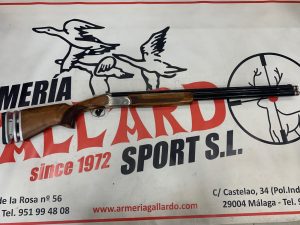 MERÍA
ALLARDO
since 1972 SPORT S.L.
de la Rosa nº 56
Tel. 951 99 48 08
www.armeriagallardo.com
C/ Castelao, 34 (Pol.Ind
29004 Málaga - Tel. 95